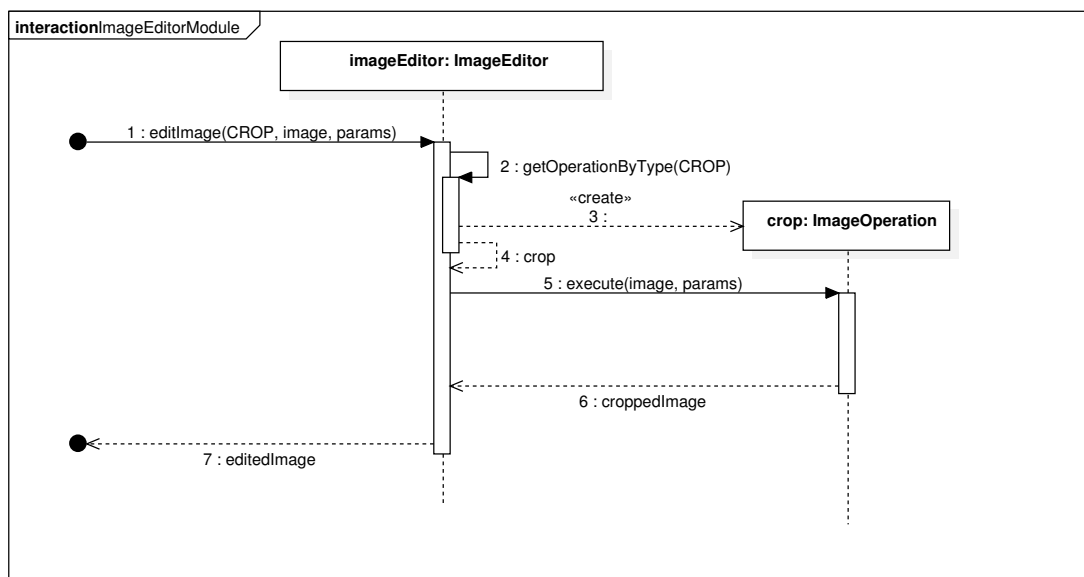 interactionImageEditorModule
imageEditor: ImageEditor
1 : editImage(CROP, image, params)
2 : getOperationByType(CROP)
«create»
3 :
crop: ImageOperation
4 : crop
5 : execute(image, params)
6 : croppedImage
7 : editedImage